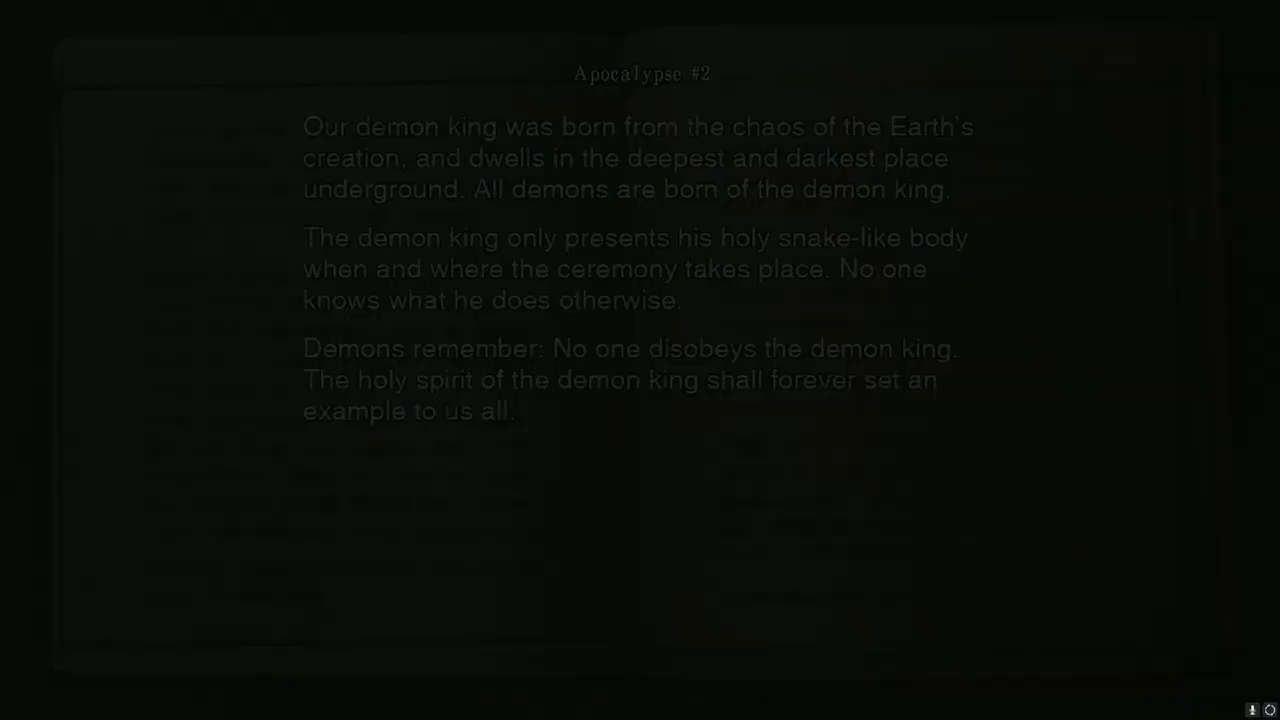 Apocalypse #2
Our demon king was born from the chaos of the Earth's
creation, and dwells in the deepest and darkest place
underground. All demons are born of the demon king.
The demon king only presents his holy snake-like body
when and where the ceremony takes place. No one
knows what he does otherwise.
Demons remember: No one disobeys the demon king.
The holy spirit of the demon king shall forever set an
example to us all.